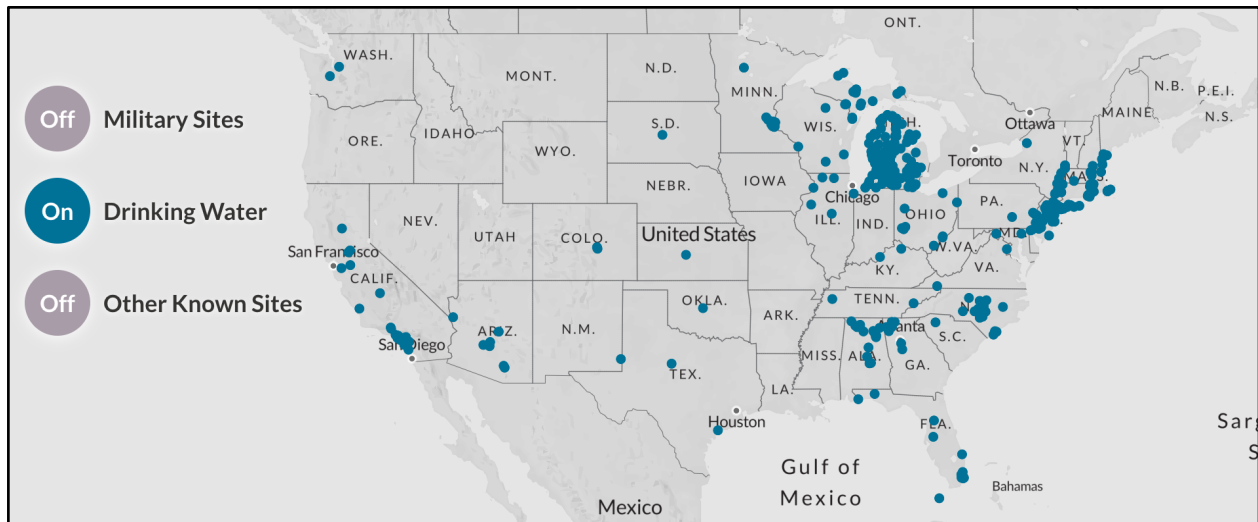 Off Military Sites
On Drinking Water
Off Other Known Sites
ONT.
WASH.
MONT.
N.D.
MINN.
N.B.
P.E.I.
MAINE
N.S.
Ottawa
ORE.
IDAHO
S.D.
WIS.
VT.
Toronto
N.Y.
WYO.
IOWA
NEBR.
Chicago
PA.
OHIO
NEV.
UTAH
COLO.
United States
ILL.
IND.
W.VA.
San Francisco
CALIF.
KY.
VA.
OKLA.
TENN.
ARIZ.
N.M.
ARK.
San Diego
S.C.
MISS.
ALA.
GA.
TEX.
LA.
Houston
FLA.
Gulf of
Mexico
Bahamas
Mexico